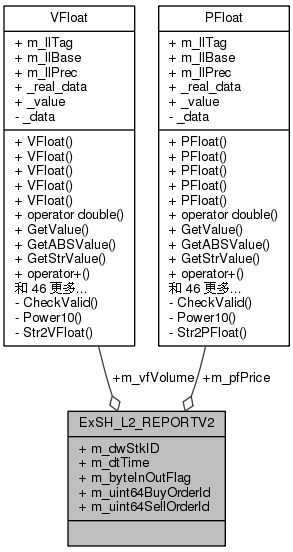 VFloat
+ m_llTag
+ m_llBase
+ m_llPrec
+ _real_data
+ _value
- _data
+ VFloat()
+ VFloat()
+ VFloat()
+ VFloat()
+ VFloat()
+ operator double()
+ GetValue()
+ GetABSValue()
+ GetStrValue()
+ operator+()
和 46 更多...
- CheckValid()
- Power10()
- Str2VFloat()
PFloat
+ m_llTag
+ m_llBase
+ m_llPrec
+ _real_data
+ _value
- _data
+ PFloat()
+ PFloat()
+ PFloat()
+ PFloat()
+ PFloat()
+ operator double()
+ GetValue()
+ GetABSValue()
+ GetStrValue()
+ operator+()
和 46 更多...
- CheckValid()
- Power10()
- Str2PFloat()
+m_vfVolume
+m_pfPrice
ExSH_L2_REPORTV2
+ m_dwStkID
+ m_dtTime
+ m_byteInOutFlag
+ m_uint64BuyOrderId
+ m_uint64SellOrderId